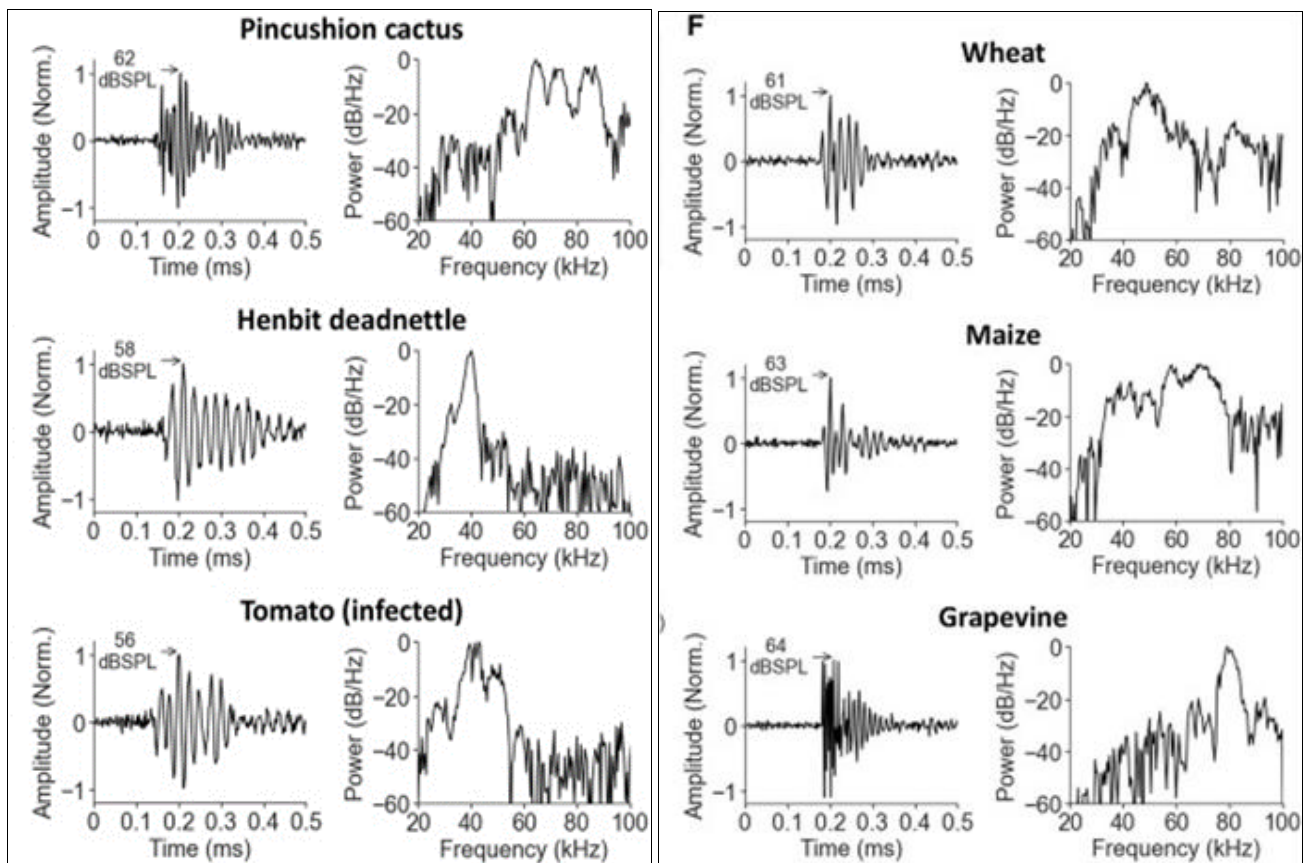 Pincushion cactus
62
dBSPL
Amplitude (Norm.)
1
0
−1
0 0.1 0.2 0.3 0.4 0.5
Time (ms)
Power (dB/Hz)
0
−20
−40
−60
20 40 60 80 100
Frequency (kHz)
Henbit deadnettle
58
dBSPL
Amplitude (Norm.)
1
0
−1
0 0.1 0.2 0.3 0.4 0.5
Time (ms)
Power (dB/Hz)
0
−20
−40
−60
20 40 60 80 100
Frequency (kHz)
Tomato (infected)
56
dBSPL
Amplitude (Norm.)
1
0
−1
0 0.1 0.2 0.3 0.4 0.5
Time (ms)
Power (dB/Hz)
0
−20
−40
−60
20 40 60 80 100
Frequency (kHz)
F
Wheat
61
dBSPL
Amplitude (Norm.)
1
0
−1
0 0.1 0.2 0.3 0.4 0.5
Time (ms)
Power (dB/Hz)
0
−20
−40
−60
20 40 60 80 100
Frequency (kHz)
Maize
63
dBSPL
Amplitude (Norm.)
1
0
−1
0 0.1 0.2 0.3 0.4 0.5
Time (ms)
Power (dB/Hz)
0
−20
−40
−60
20 40 60 80 100
Frequency (kHz)
)
Grapevine
64
dBSPL
Amplitude (Norm.)
1
0
−1
0 0.1 0.2 0.3 0.4 0.5
Time (ms)
Power (dB/Hz)
0
−20
−40
−60
20 40 60 80 100
Frequency (kHz)